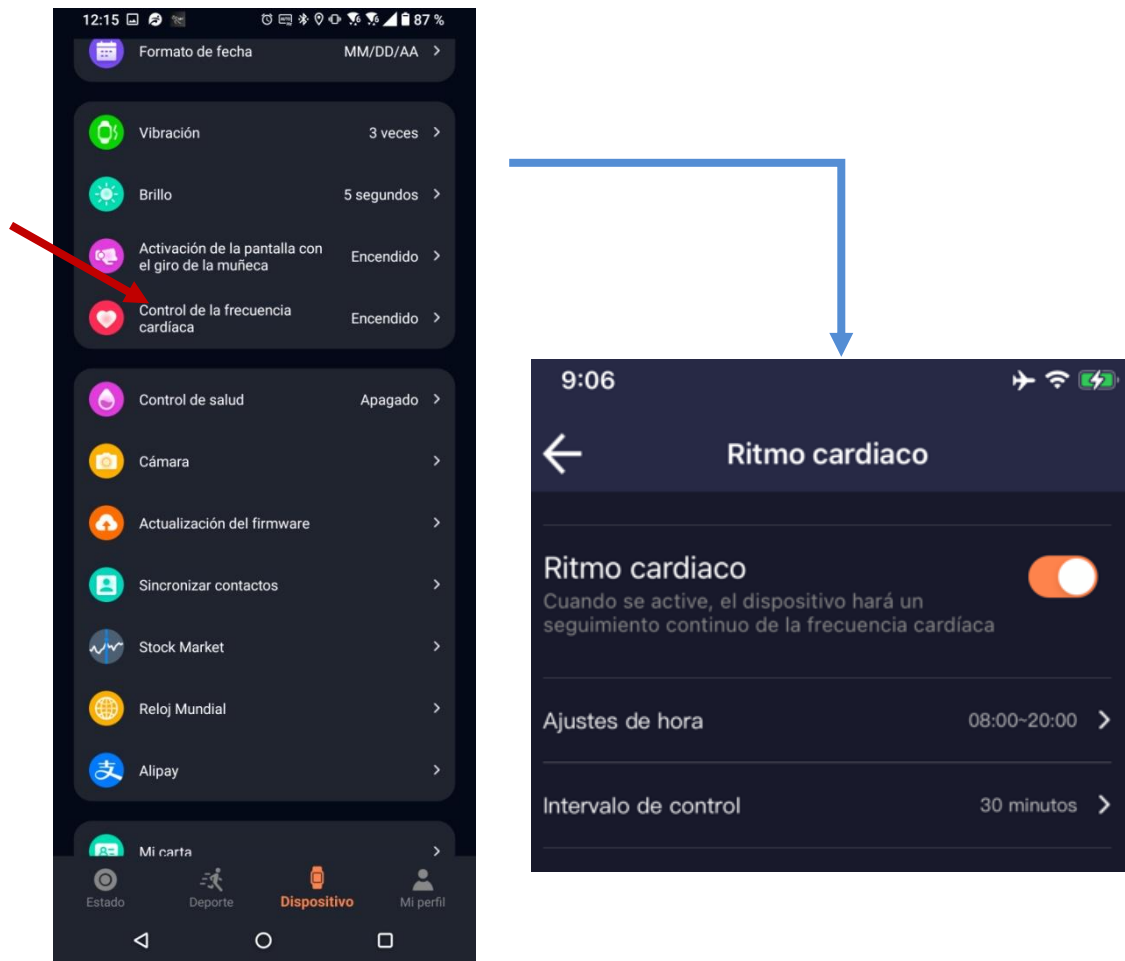 12:15 87 %
Formato de fecha MM/DD/AA
Vibración 3 veces
Brillo 5 segundos
Activación de la pantalla con
el giro de la muñeca Encendido
Control de la frecuencia
cardíaca Encendido
Control de salud Apagado
Cámara
Actualización del firmware
Sincronizar contactos
Stock Market
Reloj Mundial
支 Alipay
Mi carta
Estado Deporte Dispositivo Mi perfil
9:06
Ritmo cardiaco
Ritmo cardiaco
Cuando se active, el dispositivo hará un
seguimiento continuo de la frecuencia cardíaca
Ajustes de hora 08:00~20:00
Intervalo de control 30 minutos